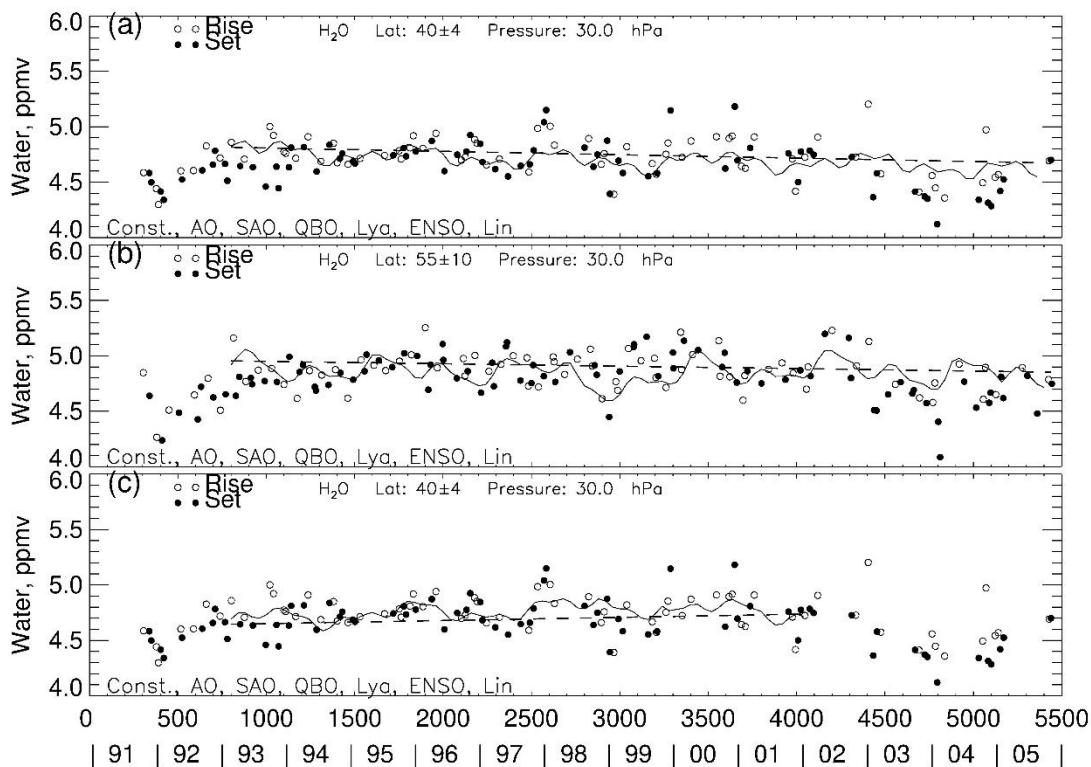 6.0
(a)
Rise
H2O Lat: 40±4 Pressure: 30.0 hPa
Set
5.5
5.0
4.5
4.0
Water, ppmv
Const., AO, SAO, QBO, Lya, ENSO, Lin
6.0
(b)
Rise
H2O Lat: 55±10 Pressure: 30.0 hPa
Set
5.5
5.0
4.5
4.0
Water, ppmv
Const., AO, SAO, QBO, Lya, ENSO, Lin
6.0
(c)
Rise
H2O Lat: 40±4 Pressure: 30.0 hPa
Set
5.5
5.0
4.5
4.0
Water, ppmv
Const., AO, SAO, QBO, Lya, ENSO, Lin
0 500 1000 1500 2000 2500 3000 3500 4000 4500 5000 5500
| 91 | 92 | 93 | 94 | 95 | 96 | 97 | 98 | 99 | 00 | 01 | 02 | 03 | 04 | 05 |